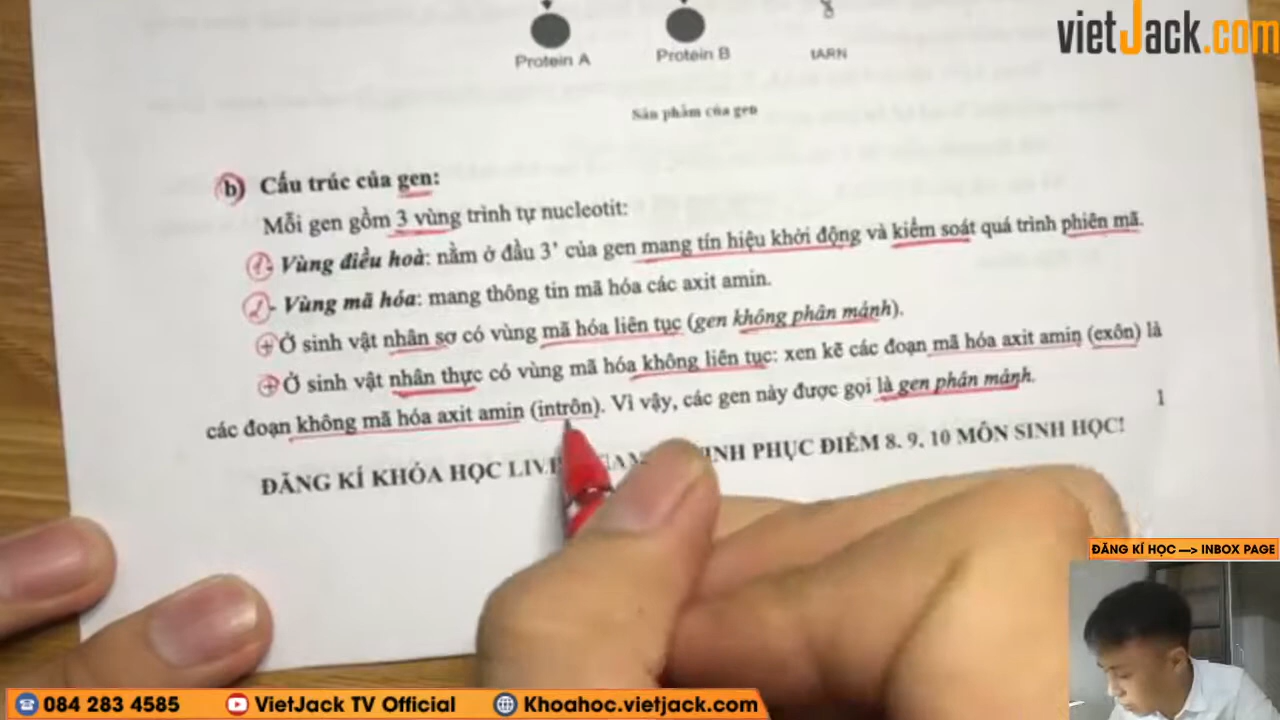 vietJack.com
Protein A
Protein B
tARN
Sản phẩm của gen
b) Cấu trúc của gen:
Mỗi gen gồm 3 vùng trình tự nucleotit:
1- Vùng điều hoà: nằm ở đầu 3' của gen mang tín hiệu khởi động và kiểm soát quá trình phiên mã.
2- Vùng mã hóa: mang thông tin mã hóa các axit amin.
+ Ở sinh vật nhân sơ có vùng mã hóa liên tục (gen không phân mảnh).
+ Ở sinh vật nhân thực có vùng mã hóa không liên tục: xen kẽ các đoạn mã hóa axit amin (exôn) là
các đoạn không mã hóa axit amin (intrôn). Vì vậy, các gen này được gọi là gen phân mảnh.
1
ĐĂNG KÍ KHÓA HỌC PHỤC ĐIỂM 8. 9. 10 MÔN SINH HỌC!
ĐĂNG KÍ HỌC —> INBOX PAGE
084 283 4585
VietJack TV Official
Khoahoc.vietjack.com